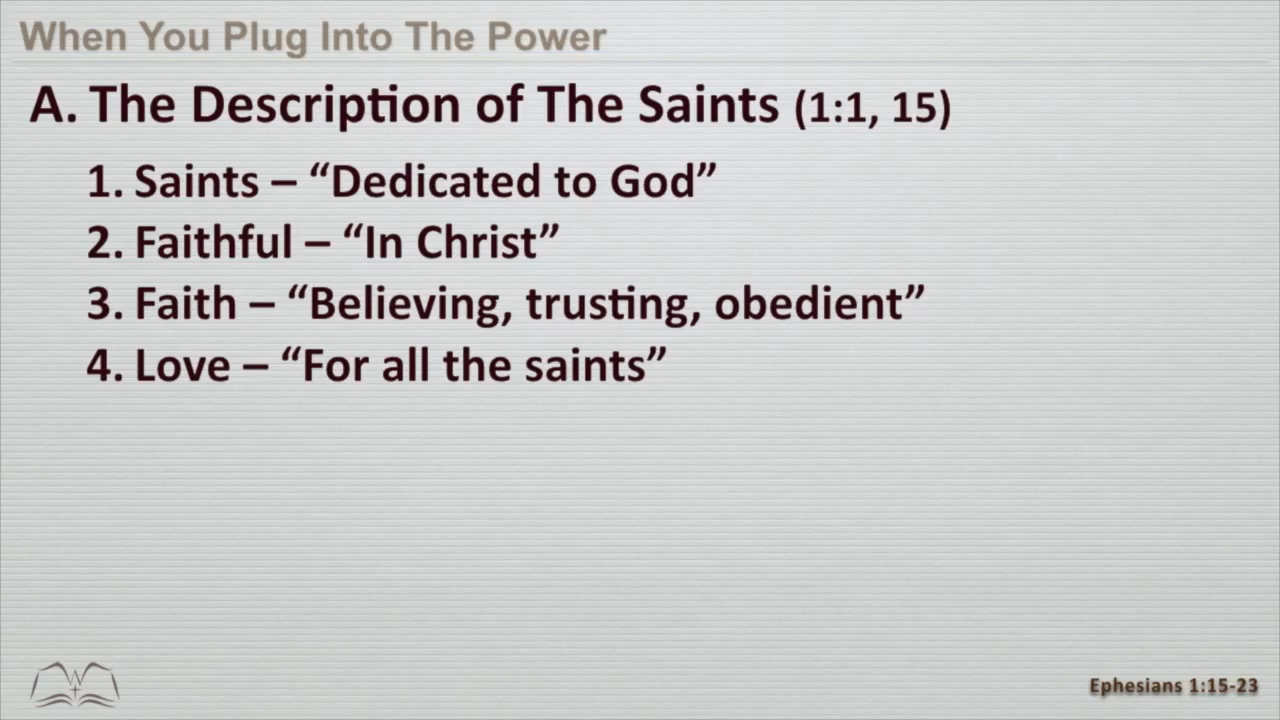 When You Plug Into The Power
A. The Description of The Saints (1:1, 15)
1. Saints – “Dedicated to God”
2. Faithful – “In Christ”
3. Faith – “Believing, trusting, obedient”
4. Love – “For all the saints”
Ephesians 1:15-23